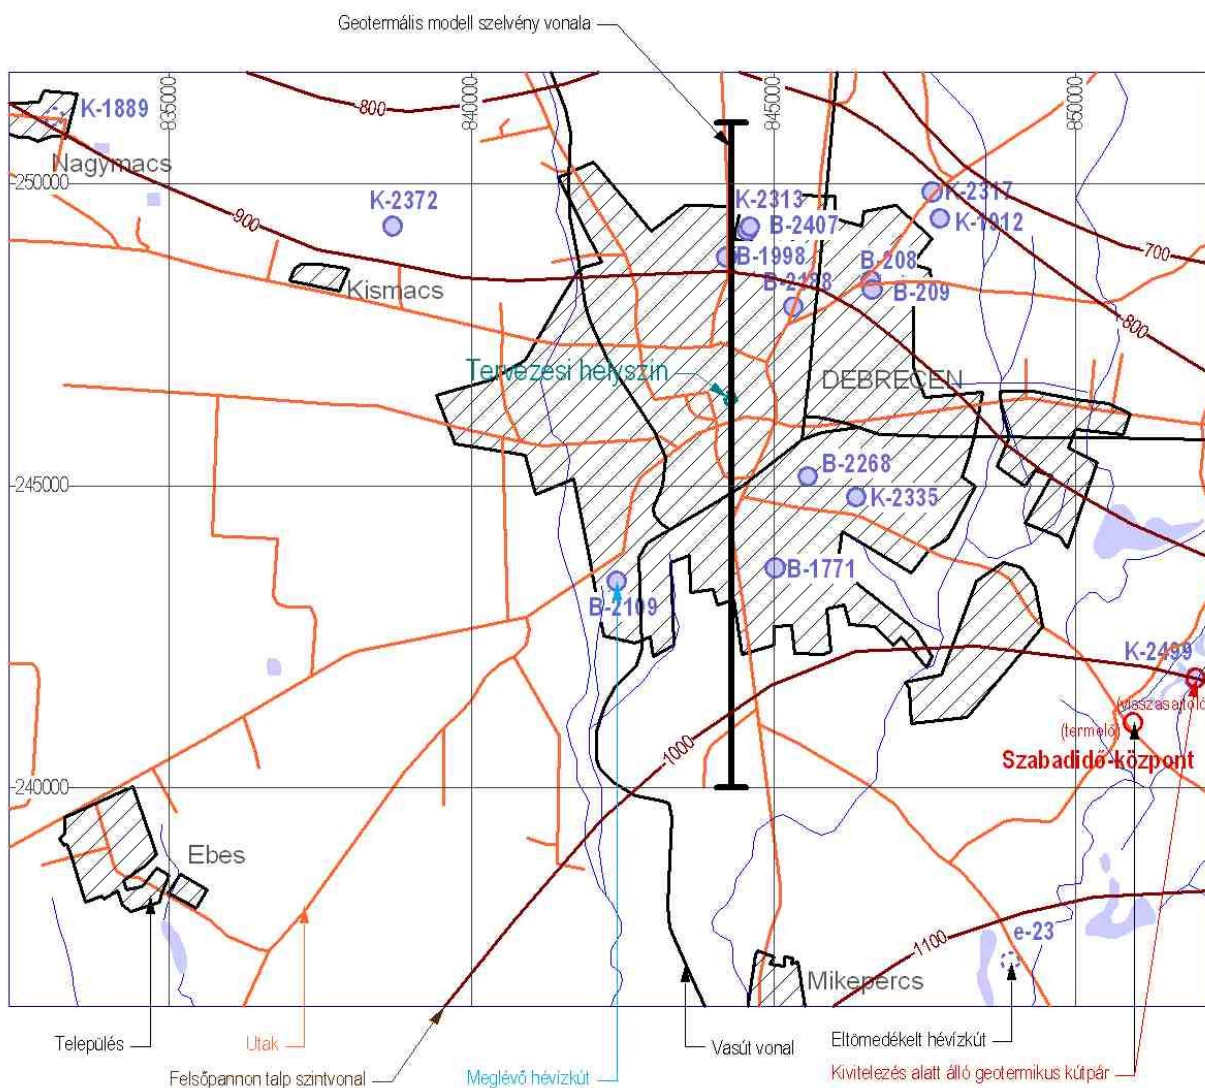 Geotermális modell szelvény vonala
835000
840000
845000
850000
K-1889
-800
Nagymacs
250000
K-2372
-900
K-2313
B-2407
B-1998
K-2317
K-1912
-700
B-208
B-209
B-2188
-800
Kismacs
Tervezési helyszín
DEBRECEN
B-2268
245000
K-2335
B-1771
B-2109
K-2499
(visszasajtoló)
(termelő)
Szabadidő-központ
-1000
240000
Ebes
-1100
e-23
Mikepercs
Település
Utak
Felsőpannon talp szintvonal
Meglévő hévízkút
Vasút vonal
Eltömedékelt hévízkút
Kivitelezés alatt álló geotermikus kútpár